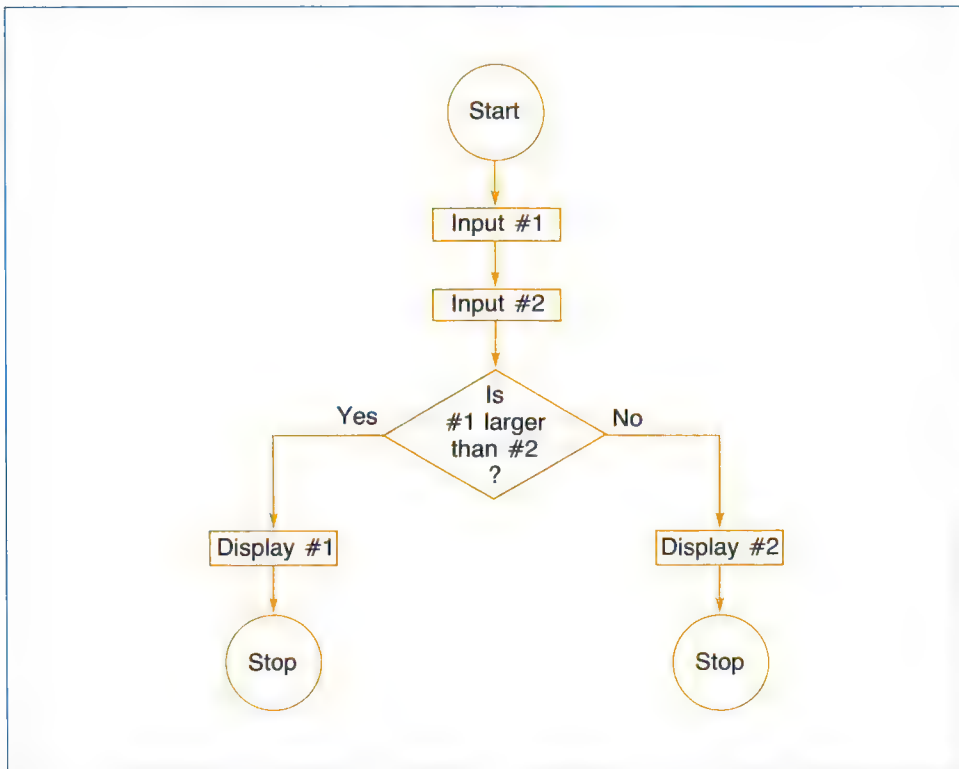 Start
Input #1
Input #2
Is
#1 larger
than #2
?
Yes
No
Display #1
Display #2
Stop
Stop